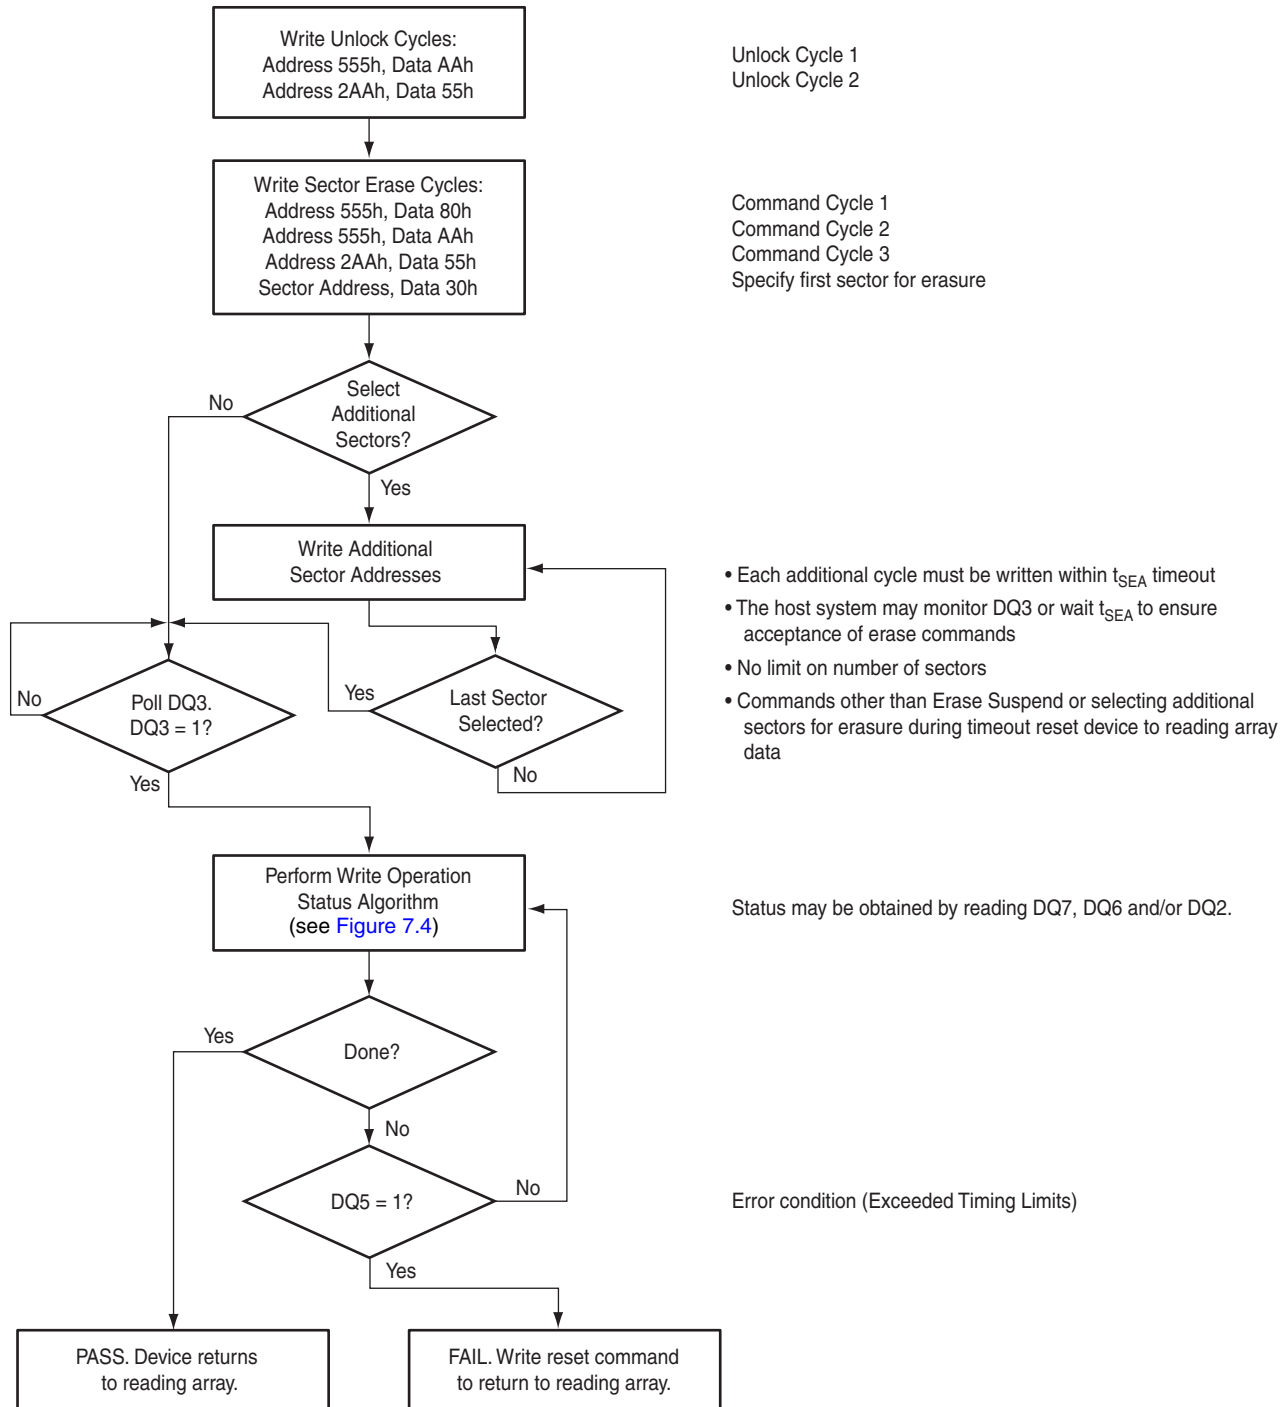 Write Unlock Cycles:
Address 555h, Data AAh
Address 2AAh, Data 55h
Unlock Cycle 1
Unlock Cycle 2
Write Sector Erase Cycles:
Address 555h, Data 80h
Address 555h, Data AAh
Address 2AAh, Data 55h
Sector Address, Data 30h
Command Cycle 1
Command Cycle 2
Command Cycle 3
Specify first sector for erasure
Select
Additional
Sectors?
No
Yes
Write Additional
Sector Addresses
• Each additional cycle must be written within tSEA timeout
• The host system may monitor DQ3 or wait tSEA to ensure
acceptance of erase commands
• No limit on number of sectors
• Commands other than Erase Suspend or selecting additional
sectors for erasure during timeout reset device to reading array
data
No
Poll DQ3.
DQ3 = 1?
Yes
Yes
Last Sector
Selected?
No
Perform Write Operation
Status Algorithm
(see Figure 7.4)
Status may be obtained by reading DQ7, DQ6 and/or DQ2.
Yes
Done?
No
DQ5 = 1?
No
Yes
Error condition (Exceeded Timing Limits)
PASS. Device returns
to reading array.
FAIL. Write reset command
to return to reading array.